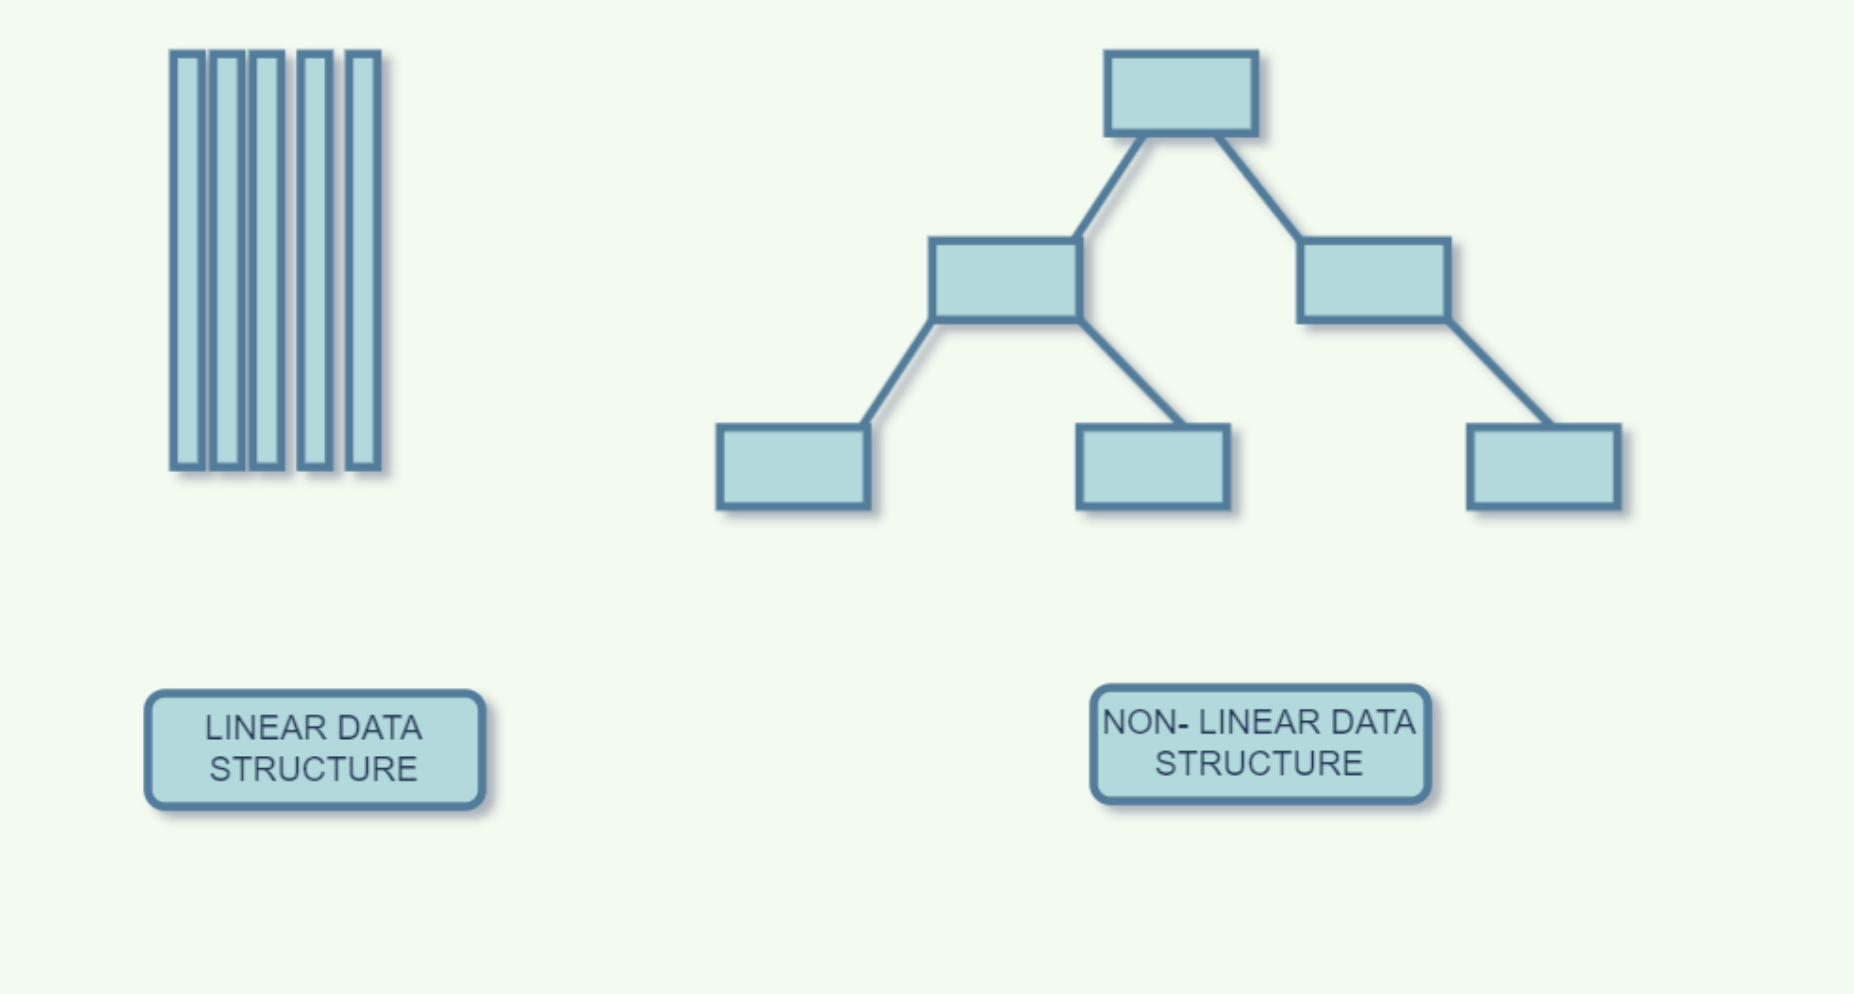 LINEAR DATA
STRUCTURE
NON- LINEAR DATA
STRUCTURE